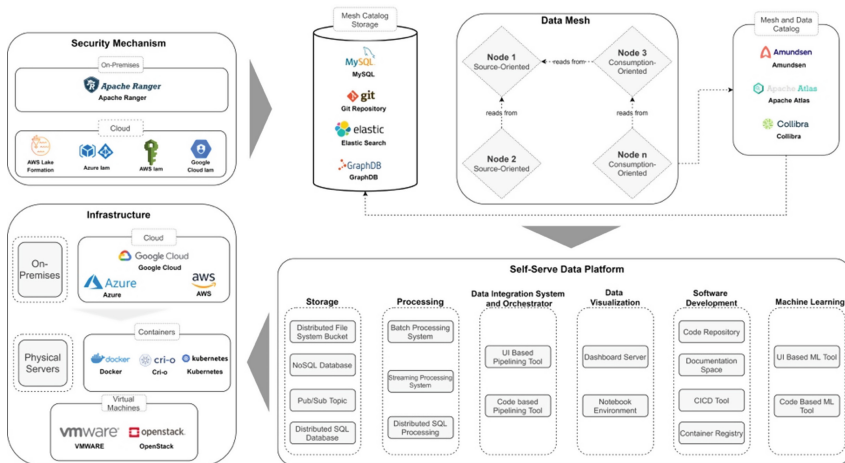 Security Mechanism
On-Premises
Apache Ranger
Apache Ranger
Cloud
AWS Lake
Formation
Azure Iam
AWS Iam
Google
Cloud Iam
Mesh Catalog
Storage
MySQL
MySQL
git
Git Repository
elastic
Elastic Search
GraphDB
GraphDB
Data Mesh
Node 1
Source-Oriented
reads from
Node 3
Consumption-
Oriented
reads from
reads from
Node 2
Source-Oriented
Node n
Consumption-
Oriented
Mesh and Data
Catalog
Amundsen
Amundsen
Apache Atlas
Apache Atlas
Collibra
Collibra
Infrastructure
On-
Premises
Cloud
Google Cloud
Google Cloud
Azure
Azure
aws
AWS
Physical
Servers
Containers
docker
Docker
cri-o
Cri-o
kubernetes
Kubernetes
Virtual
Machines
vmware
VMWARE
openstack.
OpenStack
Self-Serve Data Platform
Storage
Distributed File
System Bucket
NoSQL Database
Pub/Sub Topic
Distributed SQL
Database
Processing
Batch Processing
System
Streaming Processing
System
Distributed SQL
Processing
Data Integration System
and Orchestrator
UI Based
Pipelining Tool
Code based
Pipelining Tool
Data
Visualization
Dashboard Server
Notebook
Environment
Software
Development
Code Repository
Documentation
Space
CICD Tool
Container Registry
Machine Learning
UI Based ML Tool
Code Based ML
Tool